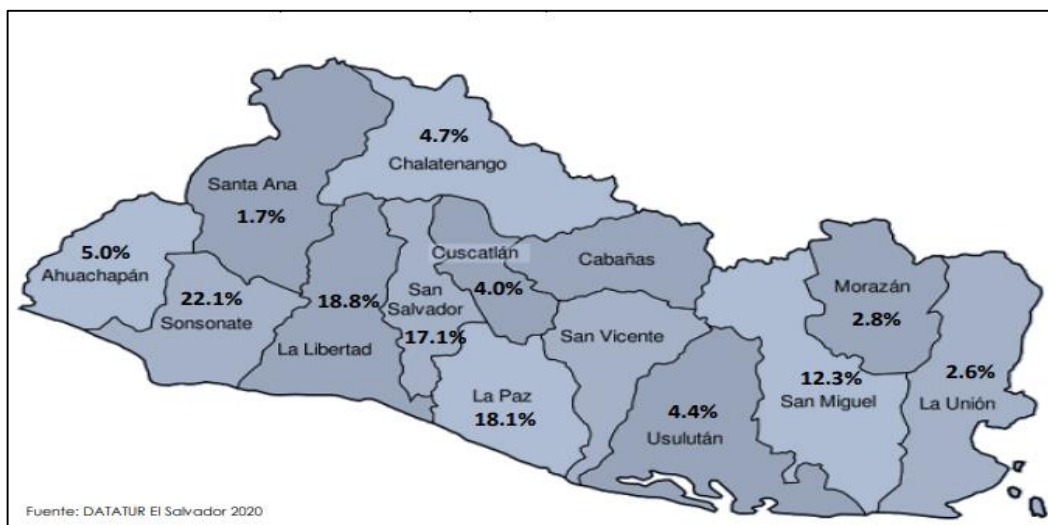 4.7%
Chalatenango
Santa Ana
1.7%
5.0%
Ahuachapán
22.1%
Sonsonate
18.8%
La Libertad
San
Salvador
17.1%
Cuscatlán
4.0%
Cabañas
San Vicente
La Paz
18.1%
4.4%
Usulután
12.3%
San Miguel
Morazán
2.8%
2.6%
La Unión
Fuente: DATATUR El Salvador 2020